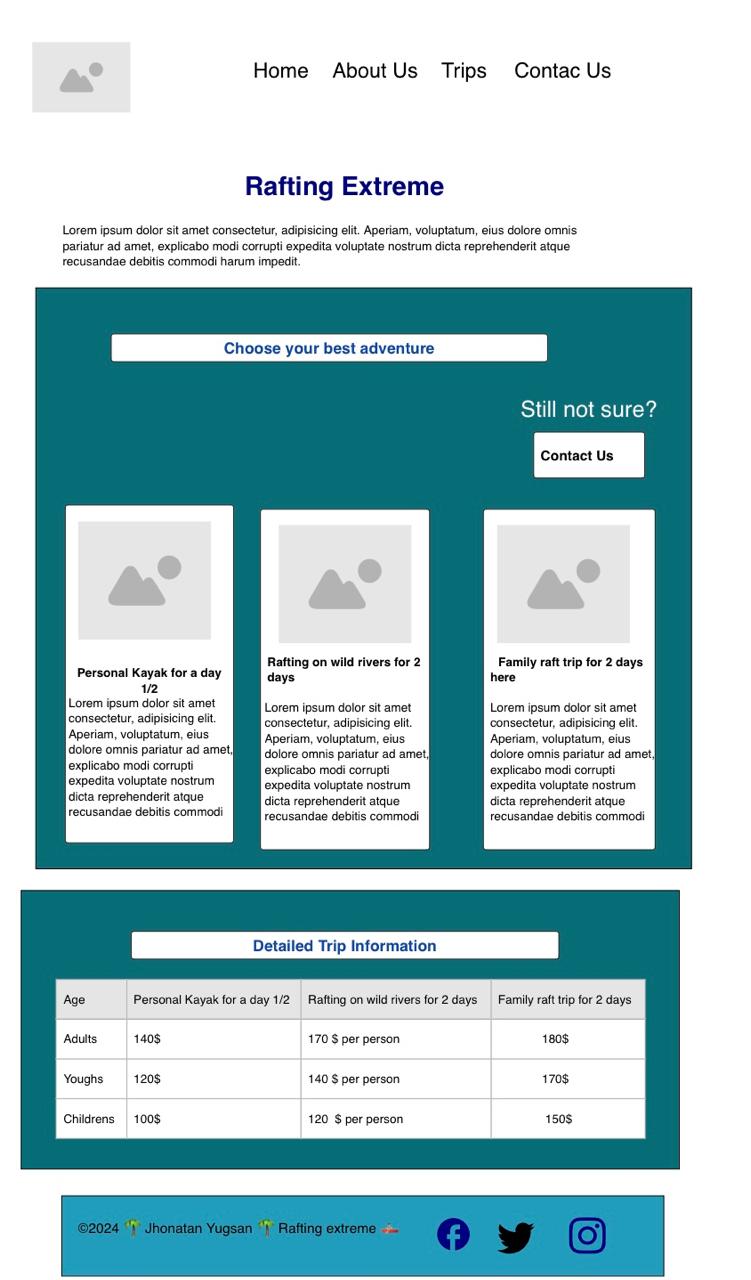 Home About Us Trips Contac Us
Rafting Extreme
Lorem ipsum dolor sit amet consectetur, adipisicing elit. Aperiam, voluptatum, eius dolore omnis
pariatur ad amet, explicabo modi corrupti expedita voluptate nostrum dicta reprehenderit atque
recusandae debitis commodi harum impedit.
Choose your best adventure
Still not sure?
Contact Us
Personal Kayak for a day
1/2
Lorem ipsum dolor sit amet
consectetur, adipisicing elit.
Aperiam, voluptatum, eius
dolore omnis pariatur ad amet,
explicabo modi corrupti
expedita voluptate nostrum
dicta reprehenderit atque
recusandae debitis commodi
Rafting on wild rivers for 2
days
Lorem ipsum dolor sit amet
consectetur, adipisicing elit.
Aperiam, voluptatum, eius
dolore omnis pariatur ad amet,
explicabo modi corrupti
expedita voluptate nostrum
dicta reprehenderit atque
recusandae debitis commodi
Family raft trip for 2 days
here
Lorem ipsum dolor sit amet
consectetur, adipisicing elit.
Aperiam, voluptatum, eius
dolore omnis pariatur ad amet,
explicabo modi corrupti
expedita voluptate nostrum
dicta reprehenderit atque
recusandae debitis commodi
Detailed Trip Information
Age Personal Kayak for a day 1/2 Rafting on wild rivers for 2 days Family raft trip for 2 days
Adults 140$ 170 $ per person 180$
Youghs 120$ 140 $ per person 170$
Childrens 100$ 120 $ per person 150$
©2024 🌴 Jhonatan Yugsan 🌴 Rafting extreme 🚣